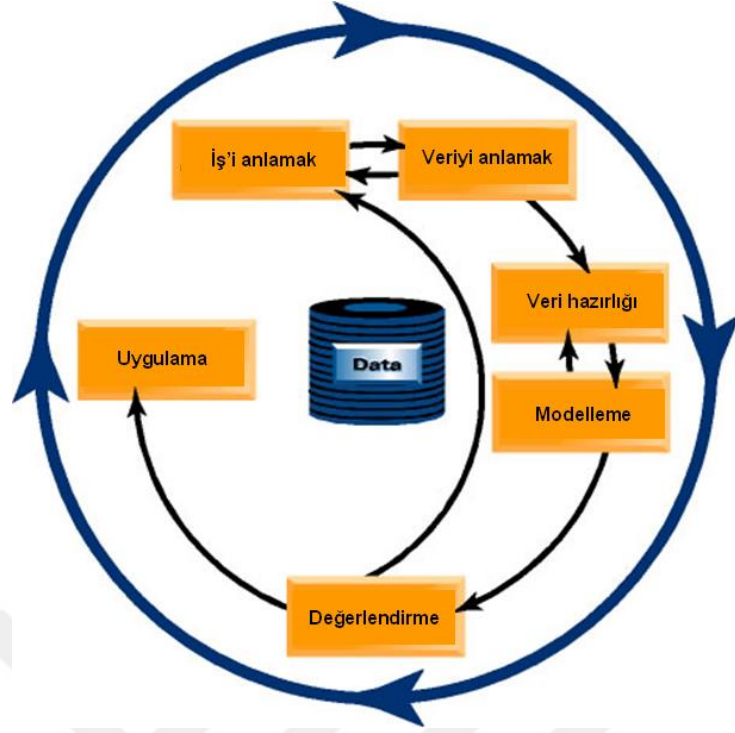 İş'i anlamak
Veriyi anlamak
Veri hazırlığı
Uygulama
Data
Modelleme
Değerlendirme